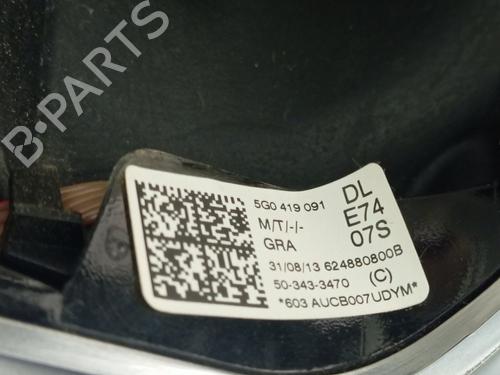 B-PARTS
5G0 419 091
DL
M/T/-/-
E74
GRA
07S
31/08/13 624880800B
50-343-3470 (C)
*603 AUCB007UDYM*